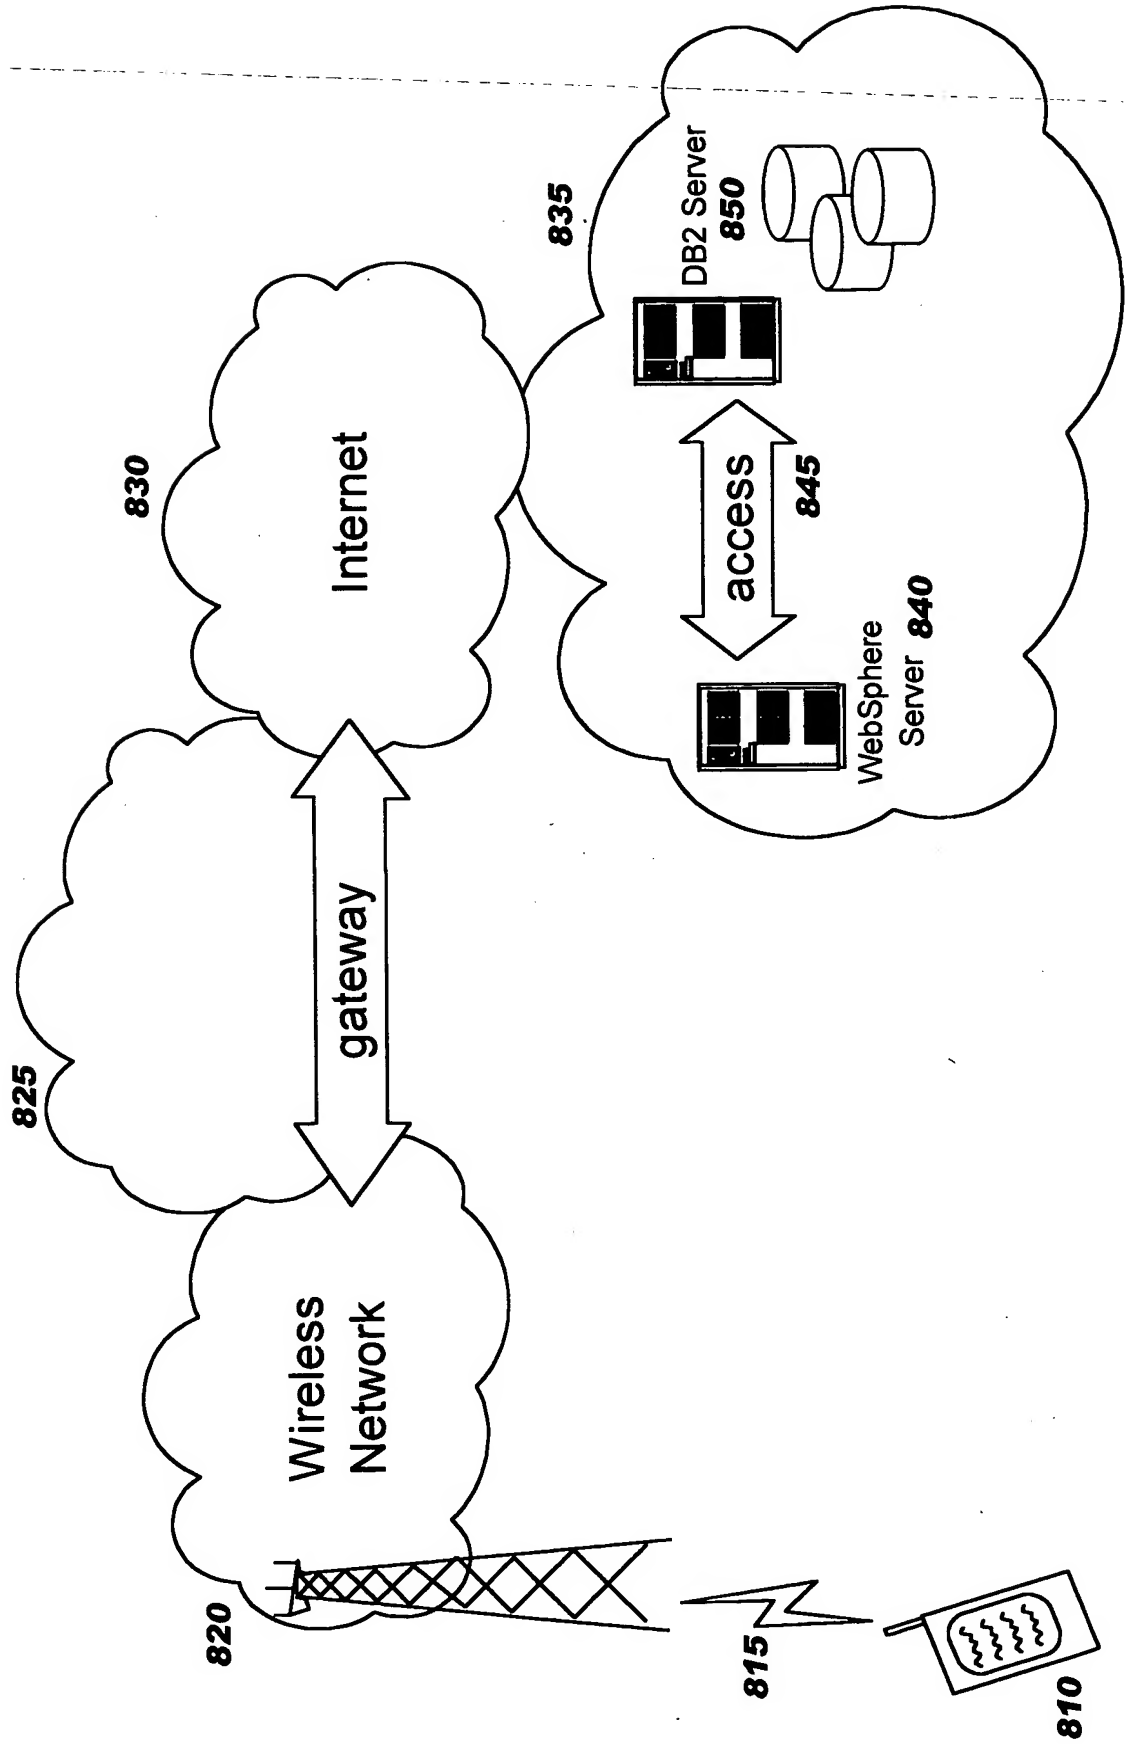 825
830
gateway
Wireless
Network
Internet
820
835
DB2 Server
850
access
845
815
WebSphere
Server 840
810